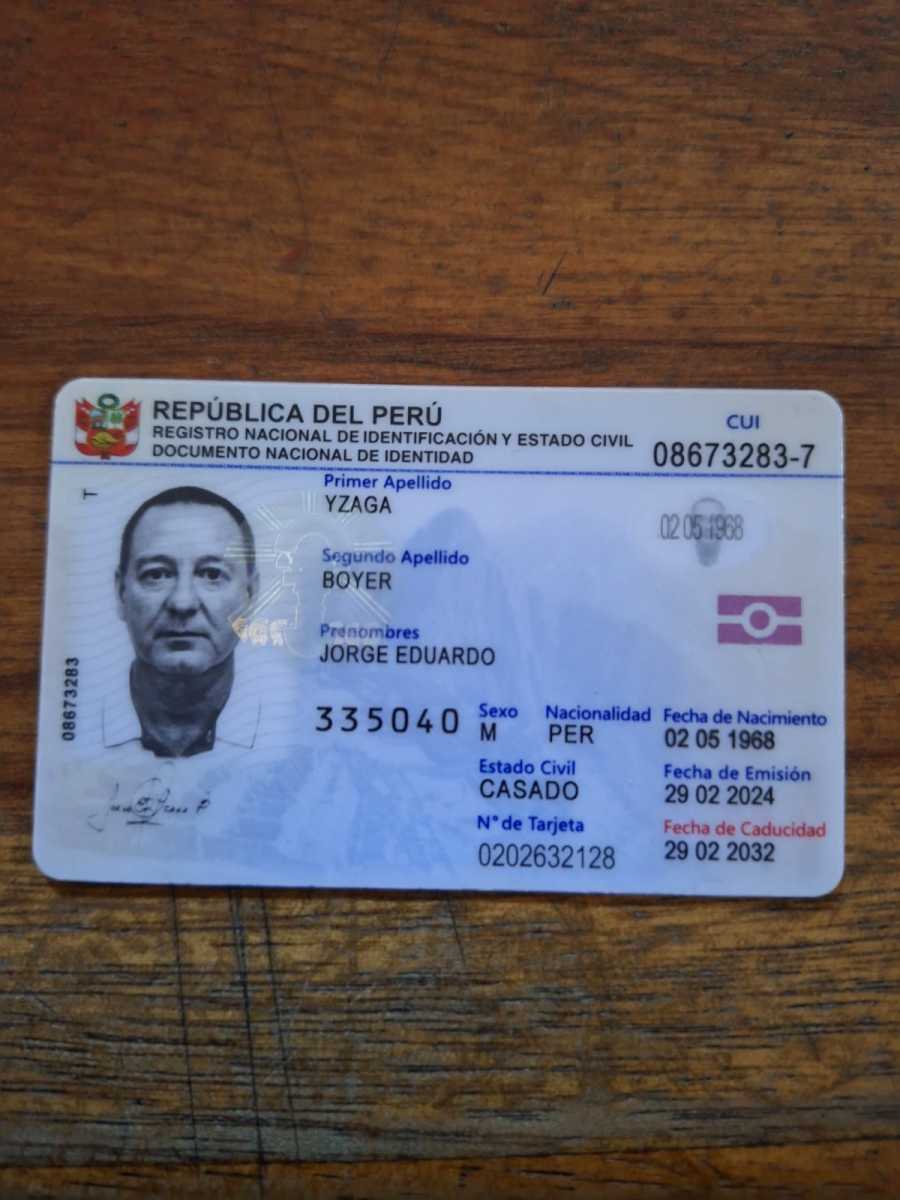 REPÚBLICA DEL PERÚ
REGISTRO NACIONAL DE IDENTIFICACIÓN Y ESTADO CIVIL
DOCUMENTO NACIONAL DE IDENTIDAD
CUI
08673283-7
T
Primer Apellido
YZAGA
02 05 1968
Segundo Apellido
BOYER
Prenombres
JORGE EDUARDO
08673283
335040
Sexo Nacionalidad Fecha de Nacimiento
M PER 02 05 1968
Estado Civil Fecha de Emisión
CASADO 29 02 2024
N° de Tarjeta Fecha de Caducidad
0202632128 29 02 2032